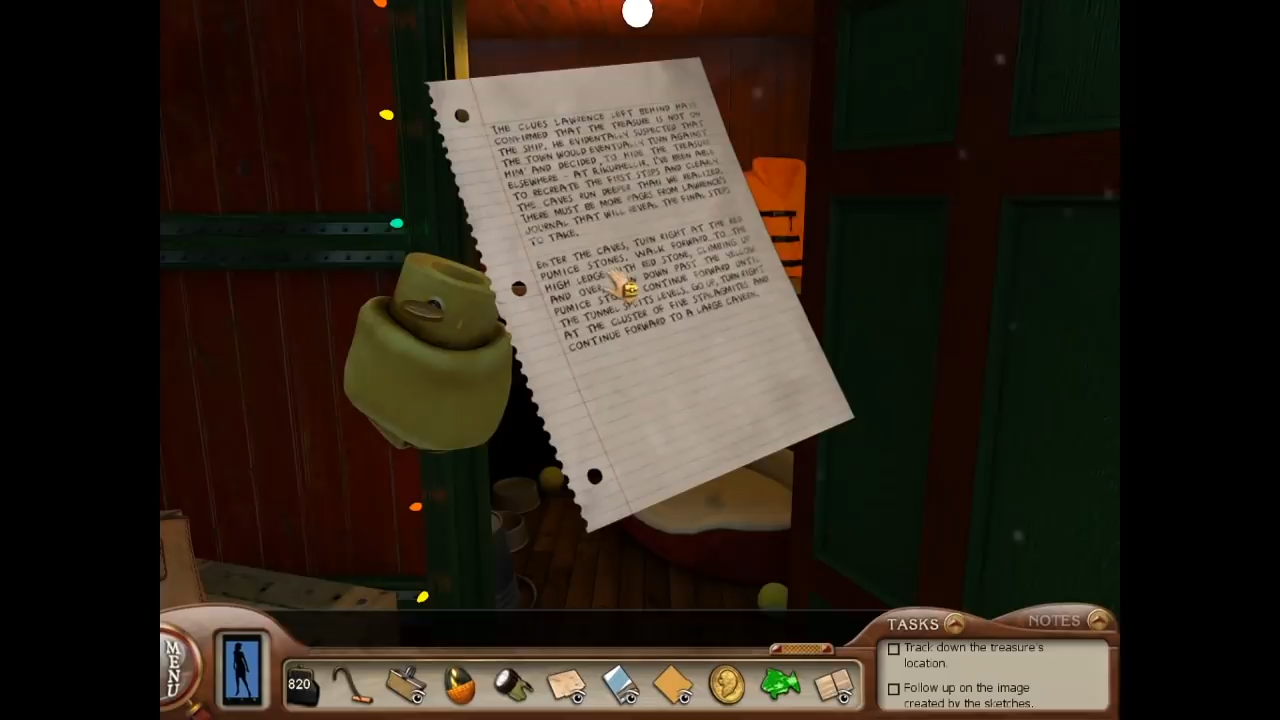 THE CLUES LAWRENCE LEFT BEHIND HAVE
CONFIRMED THAT THE TREASURE IS NOT ON
THE SHIP. HE EVIDENTALLY SUSPECTED THAT
THE TOWN WOULD EVENTUALLY TURN AGAINST
HIM AND DECIDED TO HIDE THE TREASURE
ELSEWHERE - AT RIKUHELLIR. I'VE BEEN ABLE
TO RECREATE THE FIRST STEPS AND CLEARLY
THE CAVES RUN DEEPER THAN WE REALIZED.
THERE MUST BE MORE PAGES FROM LAWRENCE'S
JOURNAL THAT WILL REVEAL THE FINAL STEPS
TO TAKE.
ENTER THE CAVES, TURN RIGHT AT THE RED
PUMICE STONES. WALK FORWARD TO THE
HIGH LEDGE WITH RED STONE, CLIMBING UP
AND OVER DOWN PAST THE YELLOW
PUMICE CONTINUE FORWARD UNTIL
THE TUNNEL SPLITS LEVELS. GO UP, TURN RIGHT
AT THE CLUSTER OF FIVE STALAGMITES AND
CONTINUE FORWARD TO A LARGE CAVERN.
MENU
820
TASKS
NOTES
Track down the treasure's
location.
Follow up on the image
created by the sketches.